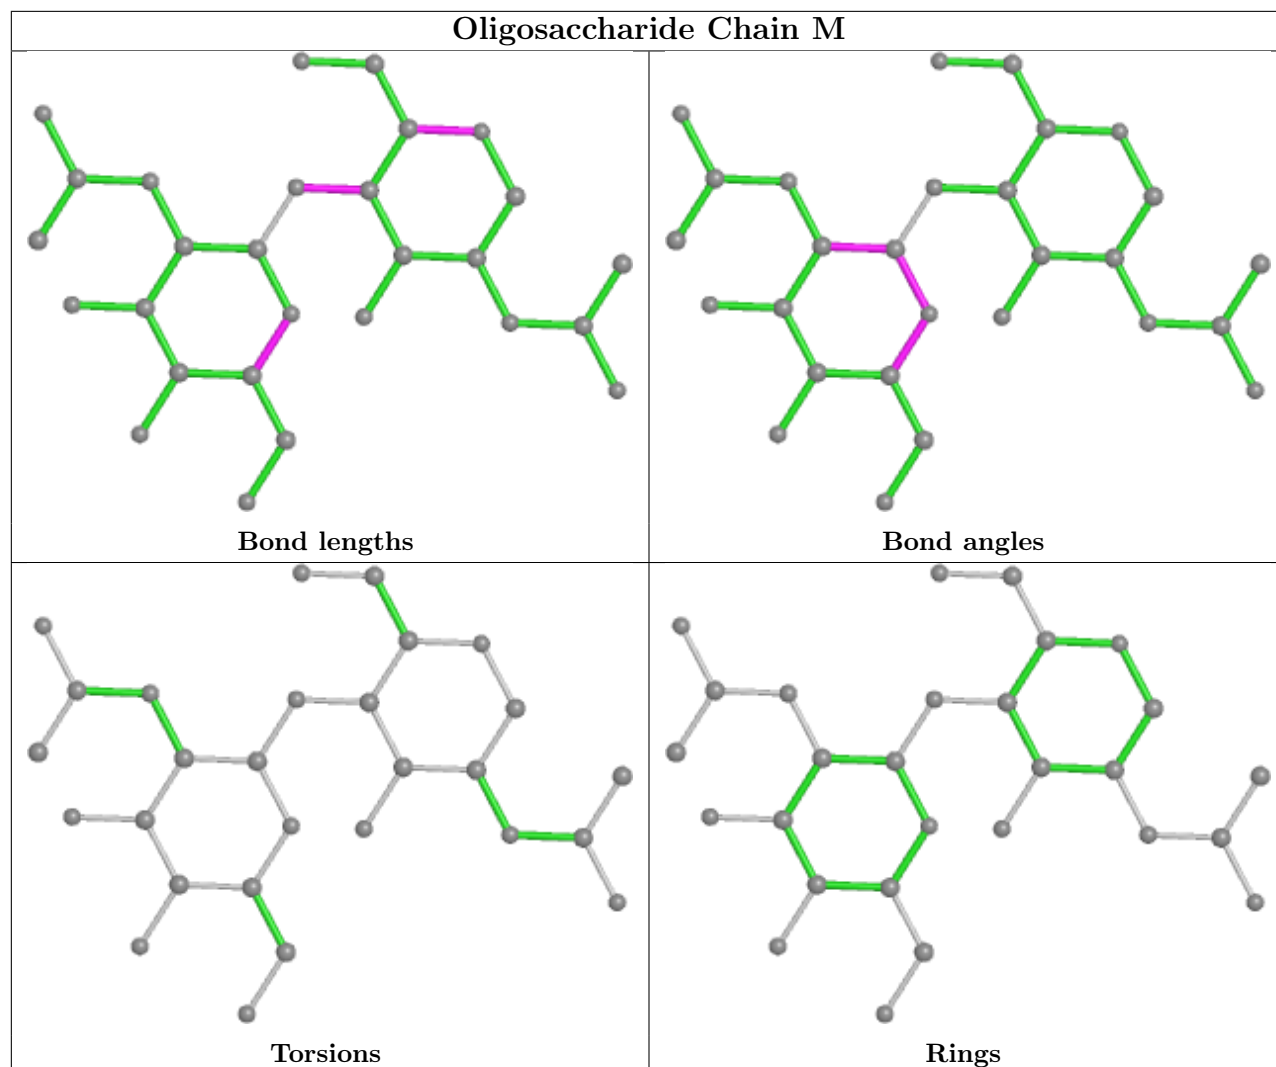 Oligosaccharide Chain M
Bond lengths
Bond angles
Torsions
Rings